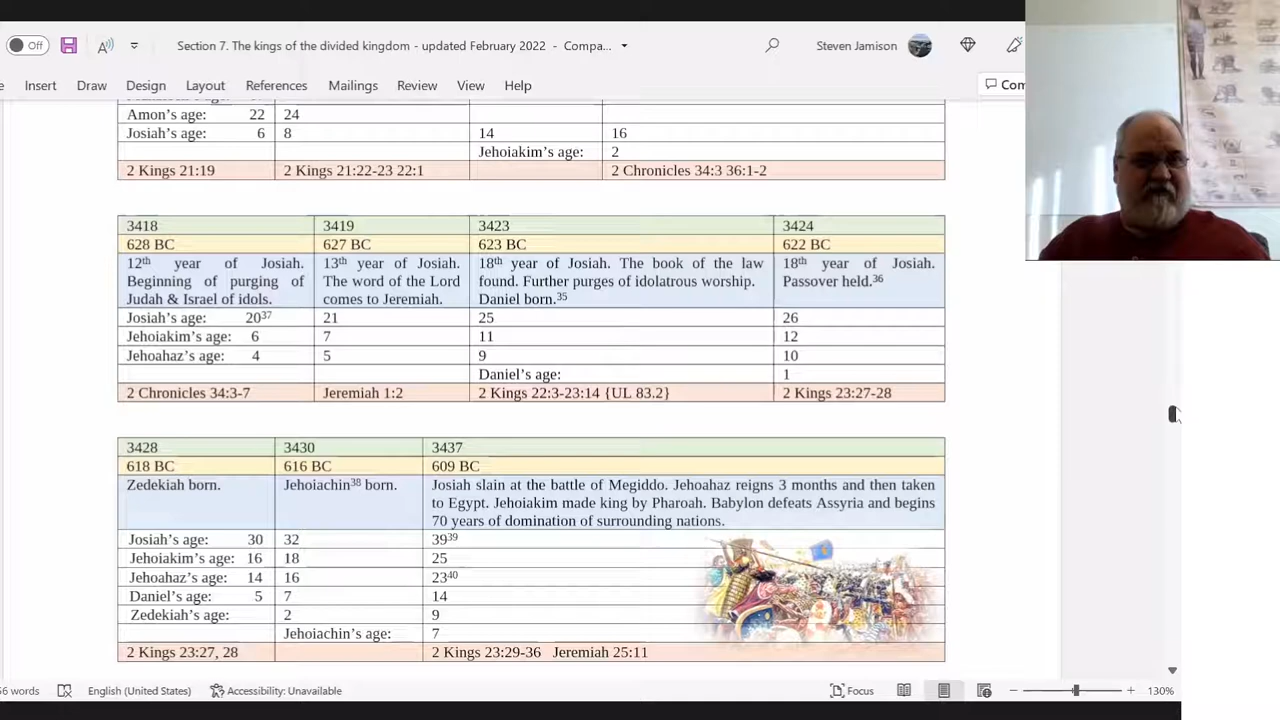 Off
Section 7. The kings of the divided kingdom - updated February 2022 - Compa...
Steven Jamison
Insert Draw Design Layout References Mailings Review View Help
Com
Amon's age: 22 24
Josiah's age: 6 8 14 16
Jehoiakim's age: 2
2 Kings 21:19 2 Kings 21:22-23 22:1 2 Chronicles 34:3 36:1-2
3418 3419 3423 3424
628 BC 627 BC 623 BC 622 BC
12th year of Josiah. 13th year of Josiah. 18th year of Josiah. The book of the law 18th year of Josiah.
Beginning of purging of The word of the Lord found. Further purges of idolatrous worship. Passover held.36
Judah & Israel of idols. comes to Jeremiah. Daniel born.35
Josiah's age: 2037 21 25 26
Jehoiakim's age: 6 7 11 12
Jehoahaz's age: 4 5 9 10
Daniel's age: 1
2 Chronicles 34:3-7 Jeremiah 1:2 2 Kings 22:3-23:14 {UL 83.2} 2 Kings 23:27-28
3428 3430 3437
618 BC 616 BC 609 BC
Zedekiah born. Jehoiachin38 born. Josiah slain at the battle of Megiddo. Jehoahaz reigns 3 months and then taken
to Egypt. Jehoiakim made king by Pharoah. Babylon defeats Assyria and begins
70 years of domination of surrounding nations.
Josiah's age: 30 32 3939
Jehoiakim's age: 16 18 25
Jehoahaz's age: 14 16 2340
Daniel's age: 5 7 14
Zedekiah's age: 2 9
Jehoiachin's age: 7
2 Kings 23:27, 28 2 Kings 23:29-36 Jeremiah 25:11
56 words English (United States) Accessibility: Unavailable Focus 130%